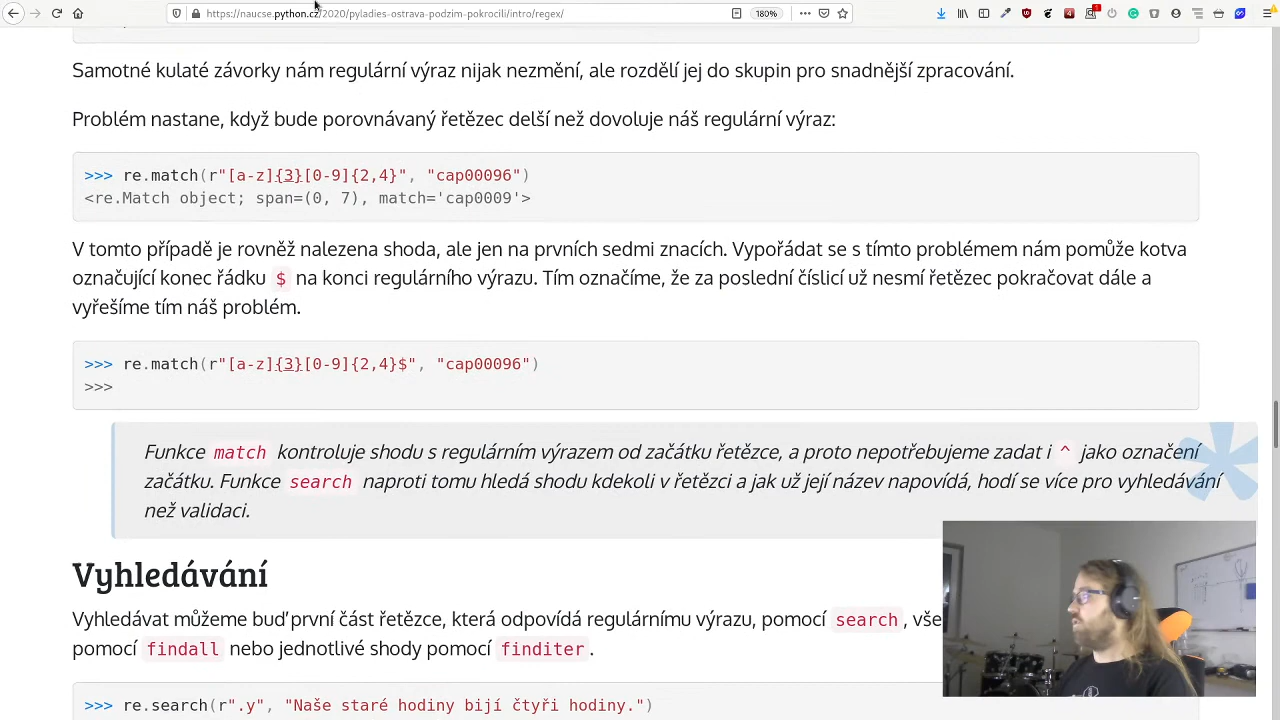 https://naucse.python.cz/2020/pyladies-ostrava-podzim-pokrocili/intro/regex/
180%
Samotné kulaté závorky nám regulární výraz nijak nezmění, ale rozdělí jej do skupin pro snadnější zpracování.
Problém nastane, když bude porovnávaný řetězec delší než dovoluje náš regulární výraz:
>>> re.match(r"[a-z]{3}[0-9]{2,4}", "cap00096")
<re.Match object; span=(0, 7), match='cap0009'>
V tomto případě je rovněž nalezena shoda, ale jen na prvních sedmi znacích. Vypořádat se s tímto problémem nám pomůže kotva
označující konec řádku $ na konci regulárního výrazu. Tím označíme, že za poslední číslicí už nesmí řetězec pokračovat dále a
vyřešíme tím náš problém.
>>> re.match(r"[a-z]{3}[0-9]{2,4}$", "cap00096")
>>>
Funkce match kontroluje shodu s regulárním výrazem od začátku řetězce, a proto nepotřebujeme zadat i ^ jako označení
začátku. Funkce search naproti tomu hledá shodu kdekoli v řetězci a jak už její název napovídá, hodí se více pro vyhledávání
než validaci.
Vyhledávání
Vyhledávat můžeme buď první část řetězce, která odpovídá regulárnímu výrazu, pomocí search, vše
pomocí findall nebo jednotlivé shody pomocí finditer.
>>> re.search(r".y", "Naše staré hodiny bijí čtyři hodiny.")